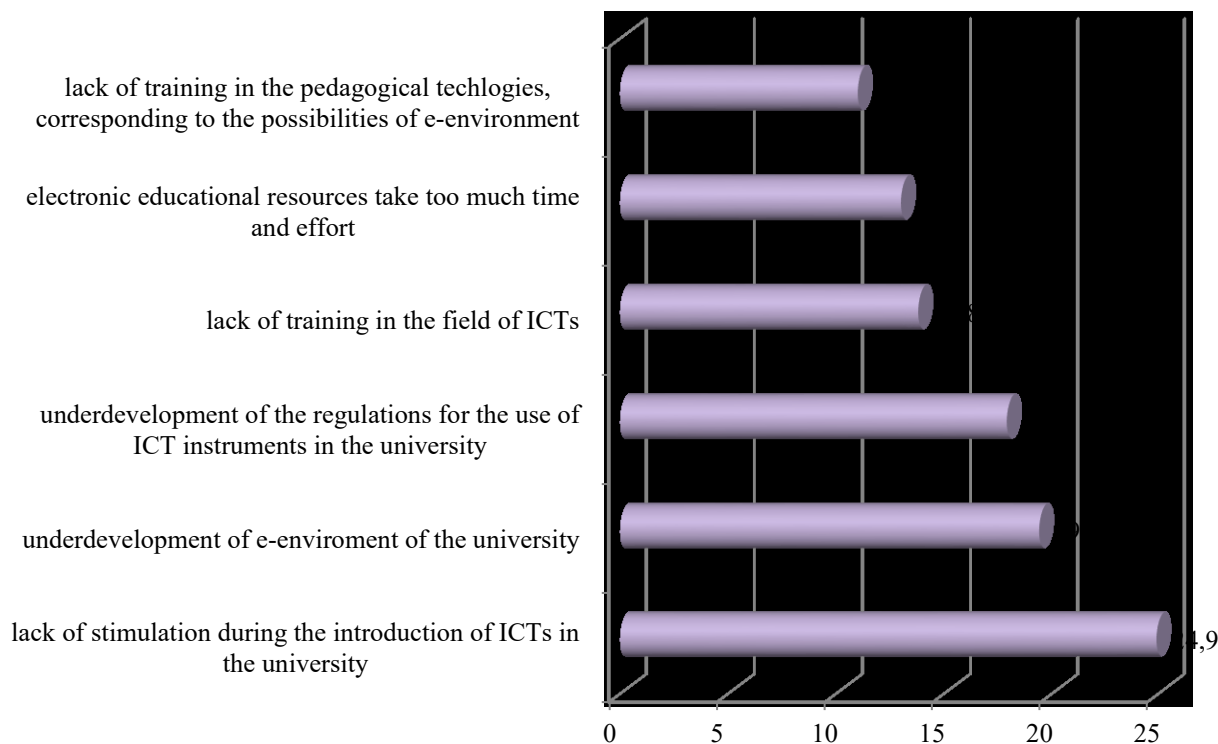 lack of training in the pedagogical techlogies,
corresponding to the possibilities of e-environment
electronic educational resources take too much time
and effort
lack of training in the field of ICTs
underdevelopment of the regulations for the use of
ICT instruments in the university
underdevelopment of e-enviroment of the university
lack of stimulation during the introduction of ICTs in
the university
24,9
0 5 10 15 20 25